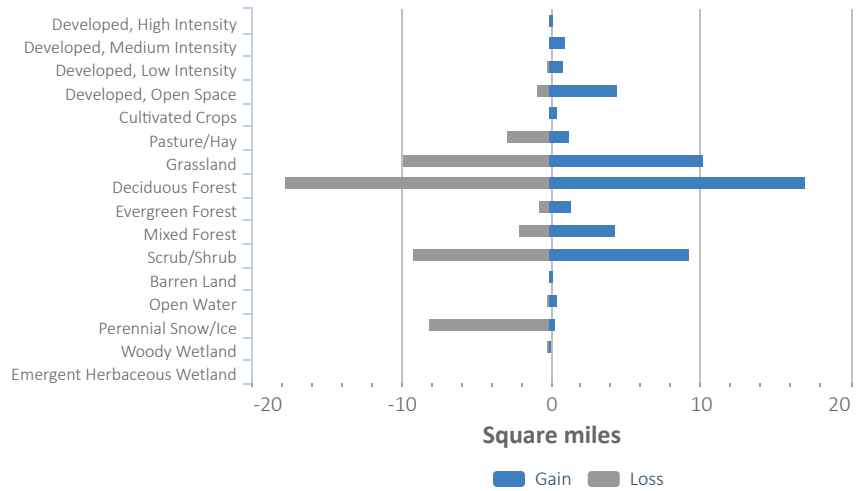 Developed, High Intensity
Developed, Medium Intensity
Developed, Low Intensity
Developed, Open Space
Cultivated Crops
Pasture/Hay
Grassland
Deciduous Forest
Evergreen Forest
Mixed Forest
Scrub/Shrub
Barren Land
Open Water
Perennial Snow/Ice
Woody Wetland
Emergent Herbaceous Wetland
-20 -10 0 10 20
Square miles
Gain Loss